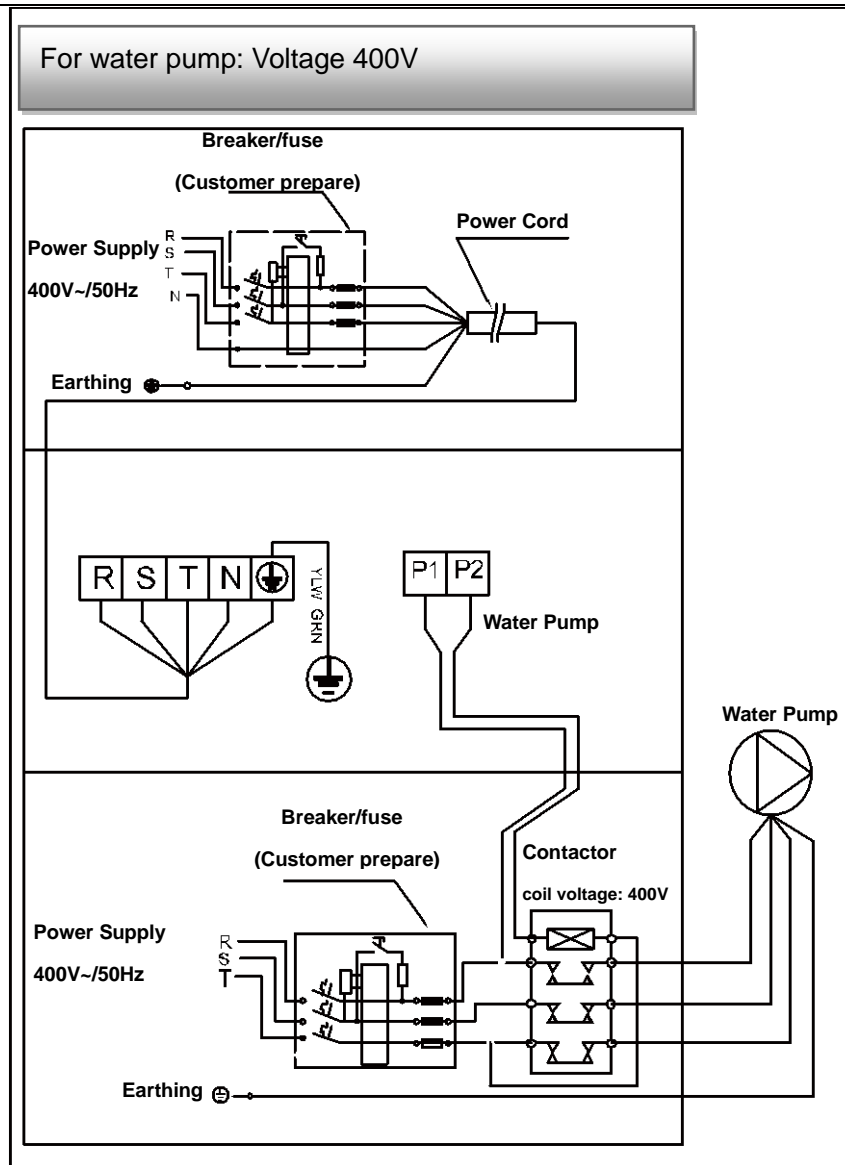 For water pump: Voltage 400V
Breaker/fuse
(Customer prepare)
Power Cord
Power Supply
400V~/50Hz
R
S
T
N
Earthing
R S T N
YLW GRN
P1 P2
Water Pump
Water Pump
Breaker/fuse
(Customer prepare)
Contactor
coil voltage: 400V
Power Supply
400V~/50Hz
R
S
T
Earthing